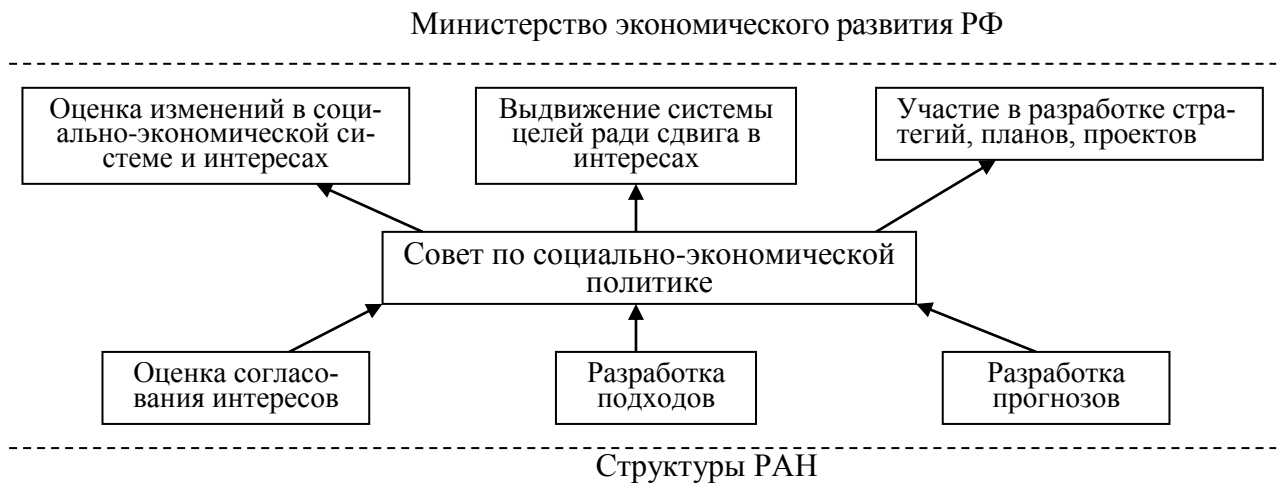 Министерство экономического развития РФ
Оценка изменений в соци-
ально-экономической си-
стеме и интересах
Выдвижение системы
целей ради сдвига в
интересах
Участие в разработке стра-
тегий, планов, проектов
Совет по социально-экономической
политике
Оценка согласо-
вания интересов
Разработка
подходов
Разработка
прогнозов
Структуры РАН